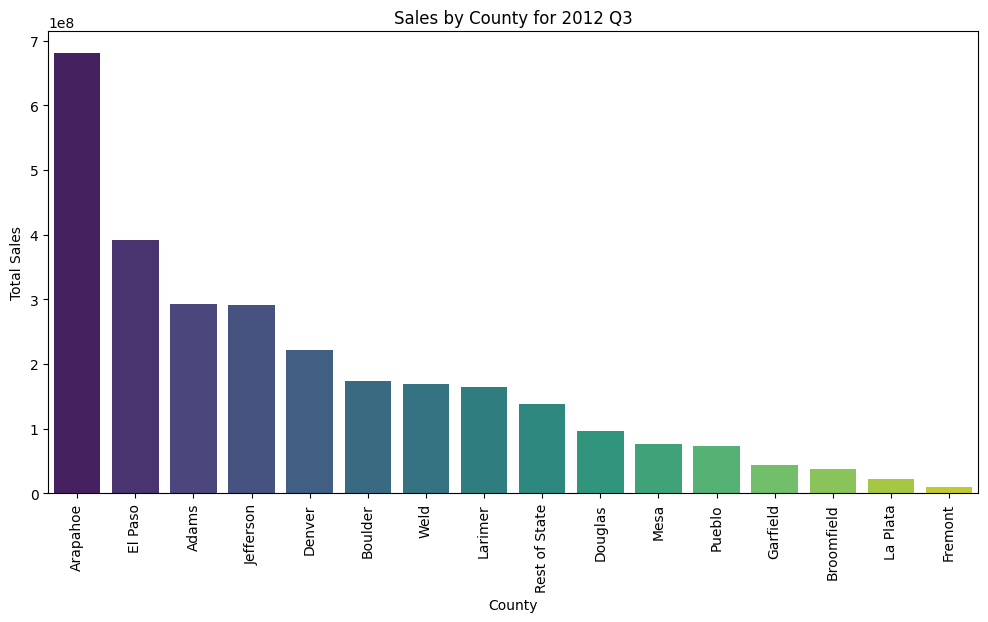 Sales by County for 2012 Q3
1e8
7
6
5
4
3
2
1
0
Total Sales
Arapahoe
El Paso
Adams
Jefferson
Denver
Boulder
Weld
Larimer
Rest of State
Douglas
Mesa
Pueblo
Garfield
Broomfield
La Plata
Fremont
County